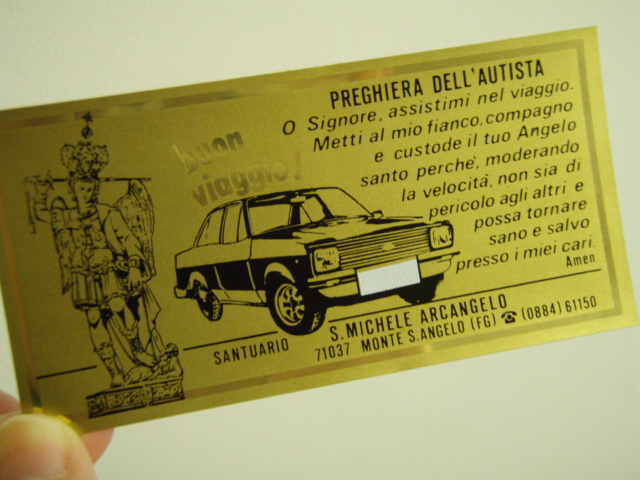 PREGHIERA DELL'AUTISTA
O Signore, assistimi nel viaggio.
Metti al mio fianco, compagno
e custode il tuo Angelo
santo perche', moderando
la velocità, non sia di
pericolo agli altri e
possa tornare
sano e salvo
presso i miei cari.
Amen
buon
viaggio!
SANTUARIO S. MICHELE ARCANGELO
71037 MONTE S. ANGELO (FG) ☎ (0884) 61150